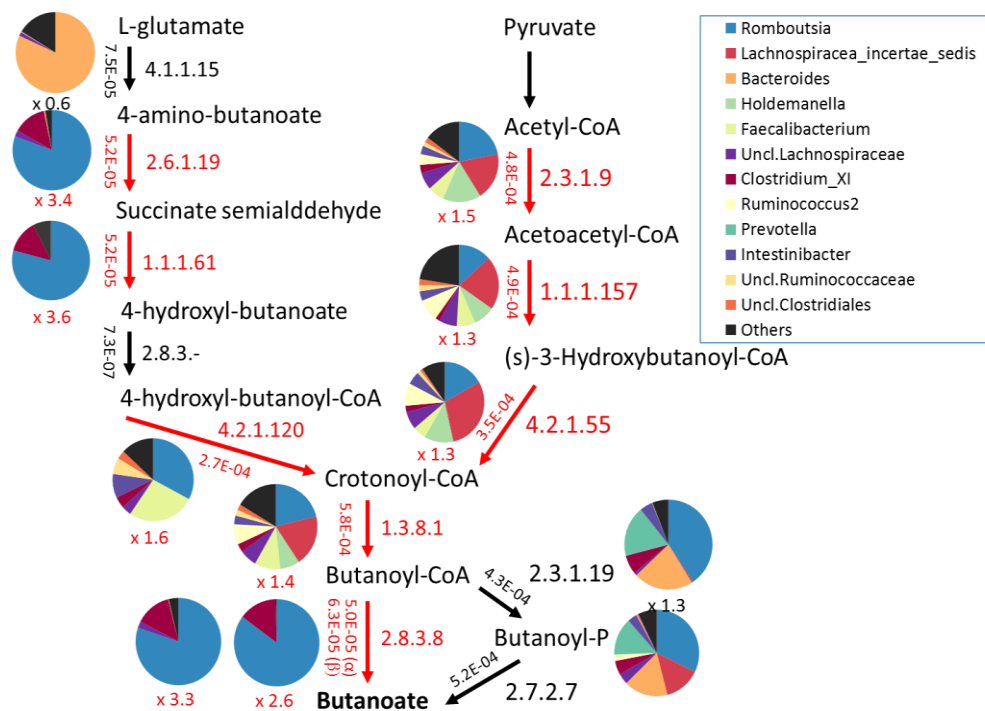 L-glutamate
7.5E-05
4.1.1.15
x 0.6
4-amino-butanoate
5.2E-05
2.6.1.19
x 3.4
Succinate semialddehyde
5.2E-05
1.1.1.61
x 3.6
4-hydroxyl-butanoate
7.3E-07
2.8.3.-
4-hydroxyl-butanoyl-CoA
4.2.1.120
2.7E-04
x 1.6
Pyruvate
Acetyl-CoA
4.8E-04
2.3.1.9
x 1.5
Acetoacetyl-CoA
4.9E-04
1.1.1.157
x 1.3
(s)-3-Hydroxybutanoyl-CoA
3.5E-04
4.2.1.55
x 1.3
Crotonoyl-CoA
5.8E-04
1.3.8.1
x 1.4
Butanoyl-CoA
4.3E-04
2.3.1.19
x 1.3
5.0E-05 (α)
6.3E-05 (β)
2.8.3.8
x 3.3
x 2.6
Butanoyl-P
5.2E-04
2.7.2.7
Butanoate
Romboutsia
Lachnospiracea_incertae_sedis
Bacteroides
Holdemanella
Faecalibacterium
Uncl.Lachnospiraceae
Clostridium_XI
Ruminococcus2
Prevotella
Intestinibacter
Uncl.Ruminococcaceae
Uncl.Clostridiales
Others